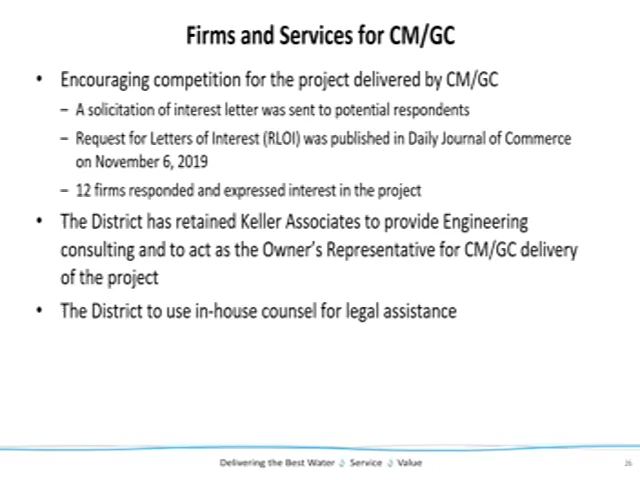 Firms and Services for CM/GC
• Encouraging competition for the project delivered by CM/GC
– A solicitation of interest letter was sent to potential respondents
– Request for Letters of Interest (RLOI) was published in Daily Journal of Commerce
on November 6, 2019
– 12 firms responded and expressed interest in the project
• The District has retained Keller Associates to provide Engineering
consulting and to act as the Owner's Representative for CM/GC delivery
of the project
• The District to use in-house counsel for legal assistance
Delivering the Best Water Service Value
26